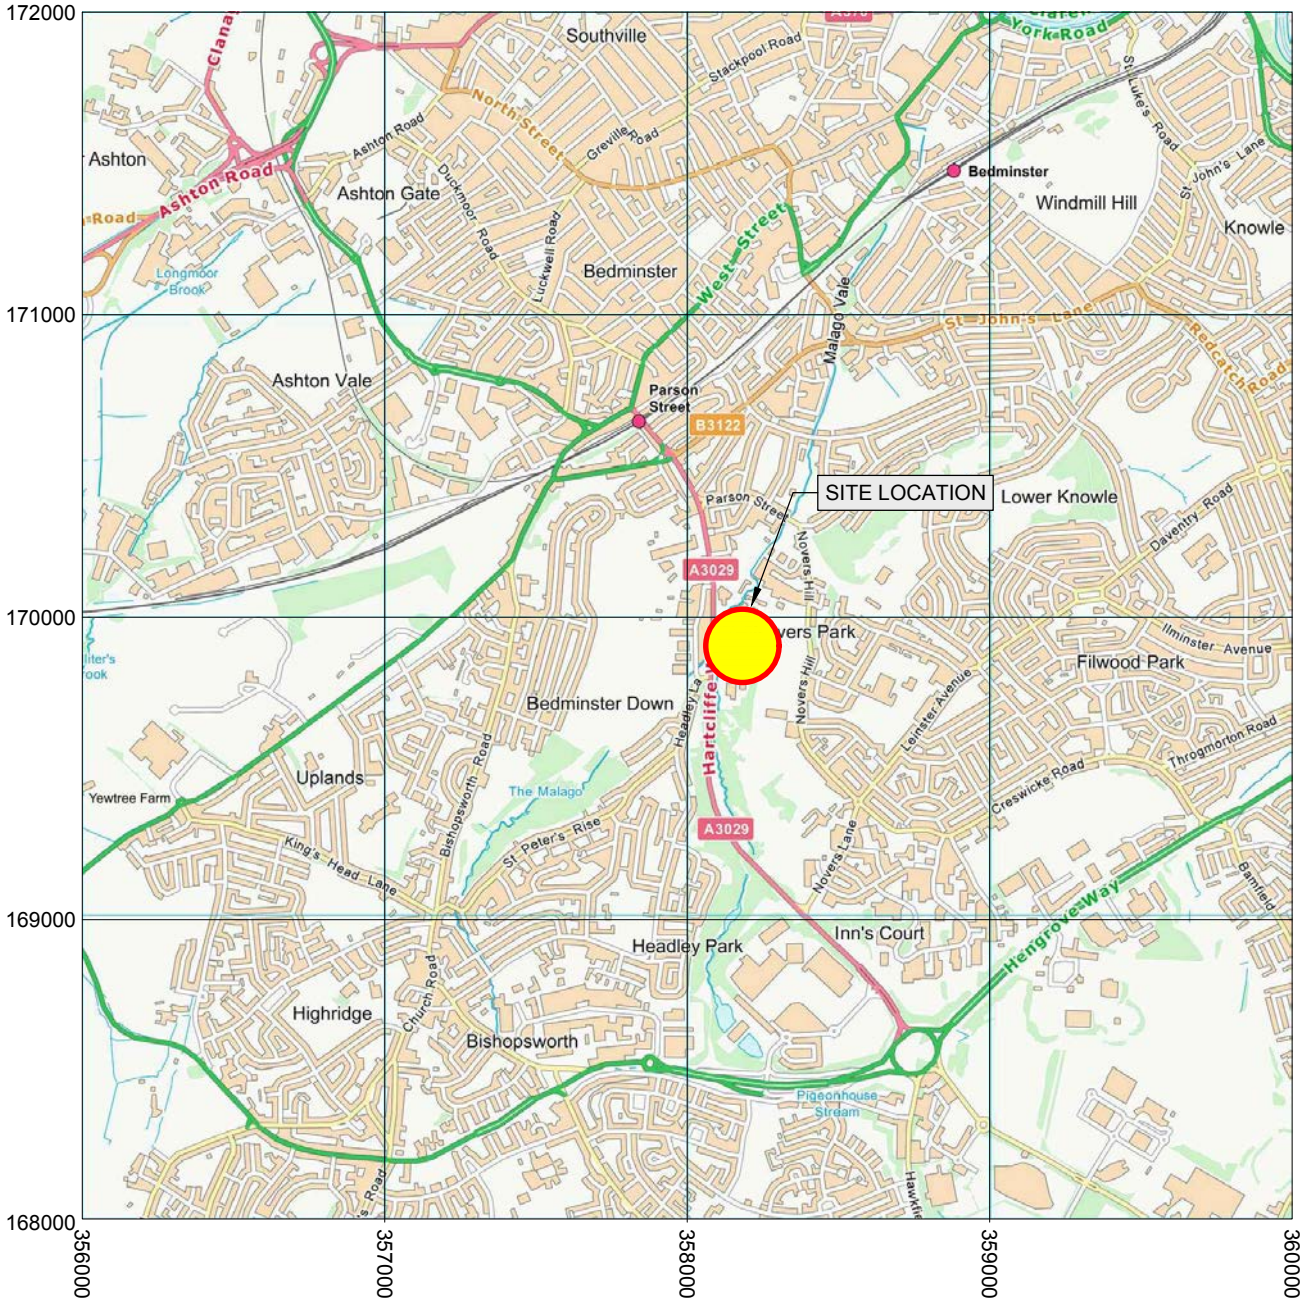 172000
171000
170000
169000
168000
356000
357000
358000
359000
360000
Southville
Stackpool Road
York Road
St. Luke's Road
North Street
Greville Road
Ashton Road
Ashton
Ashton Gate
Ashton Road
Road
Duckmoor Road
Luckwell Road
Bedminster
Bedminster
Windmill Hill
St John's Lane
Knowle
Longmoor
Brook
West Street
Malago Vale
St John's Lane
Redcatch Road
Ashton Vale
Parson
Street
B3122
SITE LOCATION
Lower Knowle
Parson Street
Daventry Road
Novers Hill
A3029
vers Park
Ilminster Avenue
Filwood Park
Novers Hill
Leinster Avenue
Bedminster Down
Headley La
Hartcliffe W
Throgmorton Road
Uplands
Bishopsworth Road
The Malago
Creswicke Road
Yewtree Farm
St Peter's Rise
A3029
King's Head Lane
Novers Lane
Bamfield
Inn's Court
Headley Park
Hengrove Way
Church Road
Highridge
Bishopsworth
Pigeonhouse
Stream
's Road
Hawkfie